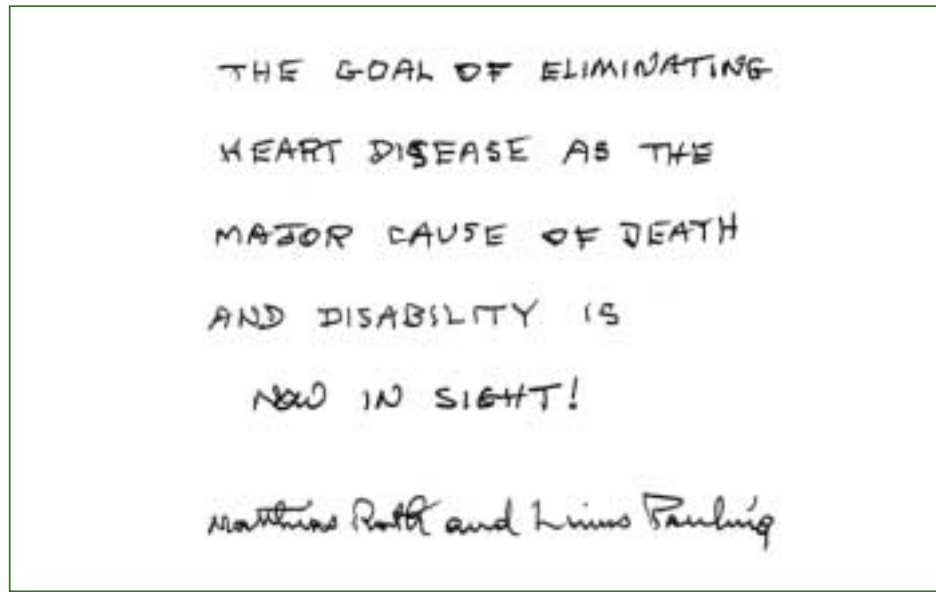 THE GOAL OF ELIMINATING
HEART DISEASE AS THE
MAJOR CAUSE OF DEATH
AND DISABILITY IS
NOW IN SIGHT!
Matthias Rath and Linus Pauling